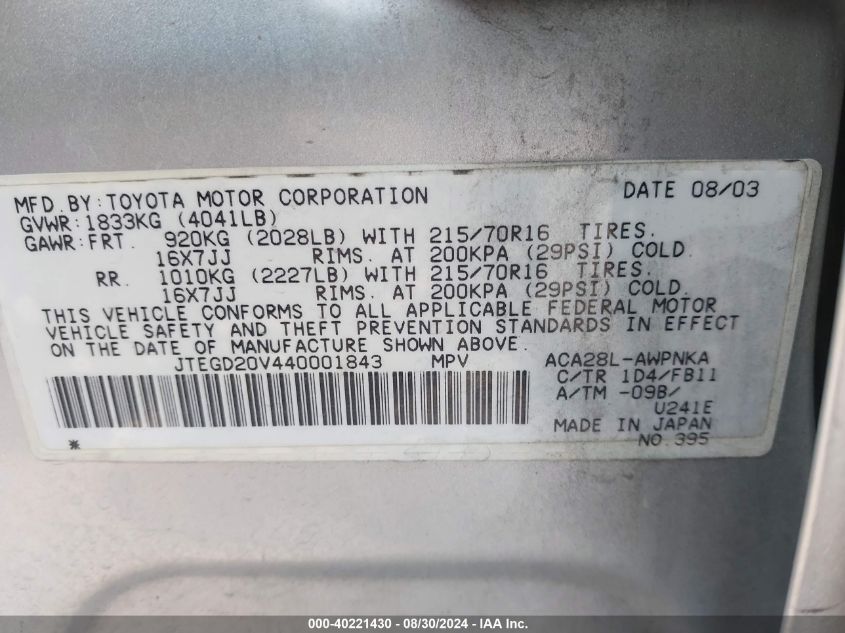 MFD.BY:TOYOTA MOTOR CORPORATION DATE 08/03
GVWR:1833KG (4041LB)
GAWR:FRT. 920KG (2028LB) WITH 215/70R16 TIRES.
16X7JJ RIMS. AT 200KPA (29PSI) COLD.
RR. 1010KG (2227LB) WITH 215/70R16 TIRES.
16X7JJ RIMS. AT 200KPA (29PSI) COLD.
THIS VEHICLE CONFORMS TO ALL APPLICABLE FEDERAL MOTOR
VEHICLE SAFETY AND THEFT PREVENTION STANDARDS IN EFFECT
ON THE DATE OF MANUFACTURE SHOWN ABOVE.
JTEGD20V440001843 MPV ACA28L-AWPNKA
C/TR 1D4/FB11
A/TM -09B/
U241E
MADE IN JAPAN
* NO.395
000-40221430 - 08/30/2024 - IAA Inc.